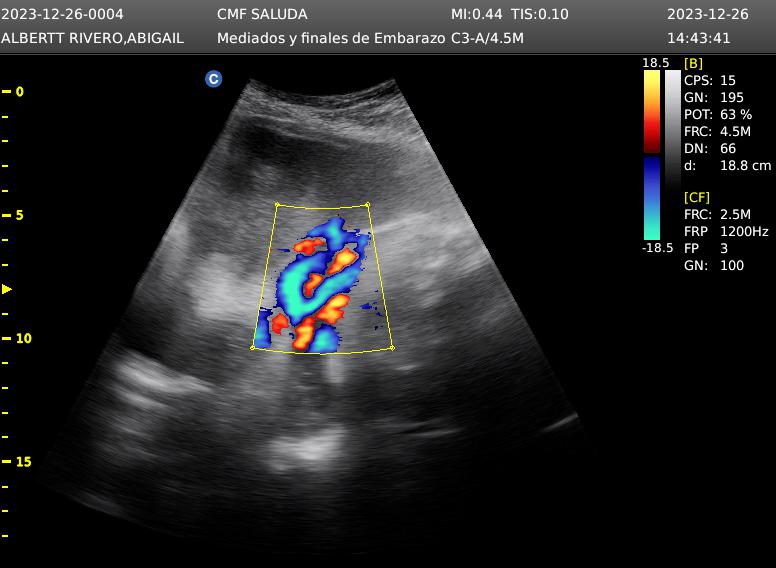 2023-12-26-0004 CMF SALUDA MI:0.44 TIS:0.10 2023-12-26
ALBERTT RIVERO,ABIGAIL Mediados y finales de Embarazo C3-A/4.5M 14:43:41
18.5 [B]
C
CPS: 15
0
GN: 195
POT: 63 %
FRC: 4.5M
DN: 66
d: 18.8 cm
[CF]
5
FRC: 2.5M
FRP 1200Hz
-18.5
FP 3
GN: 100
10
15